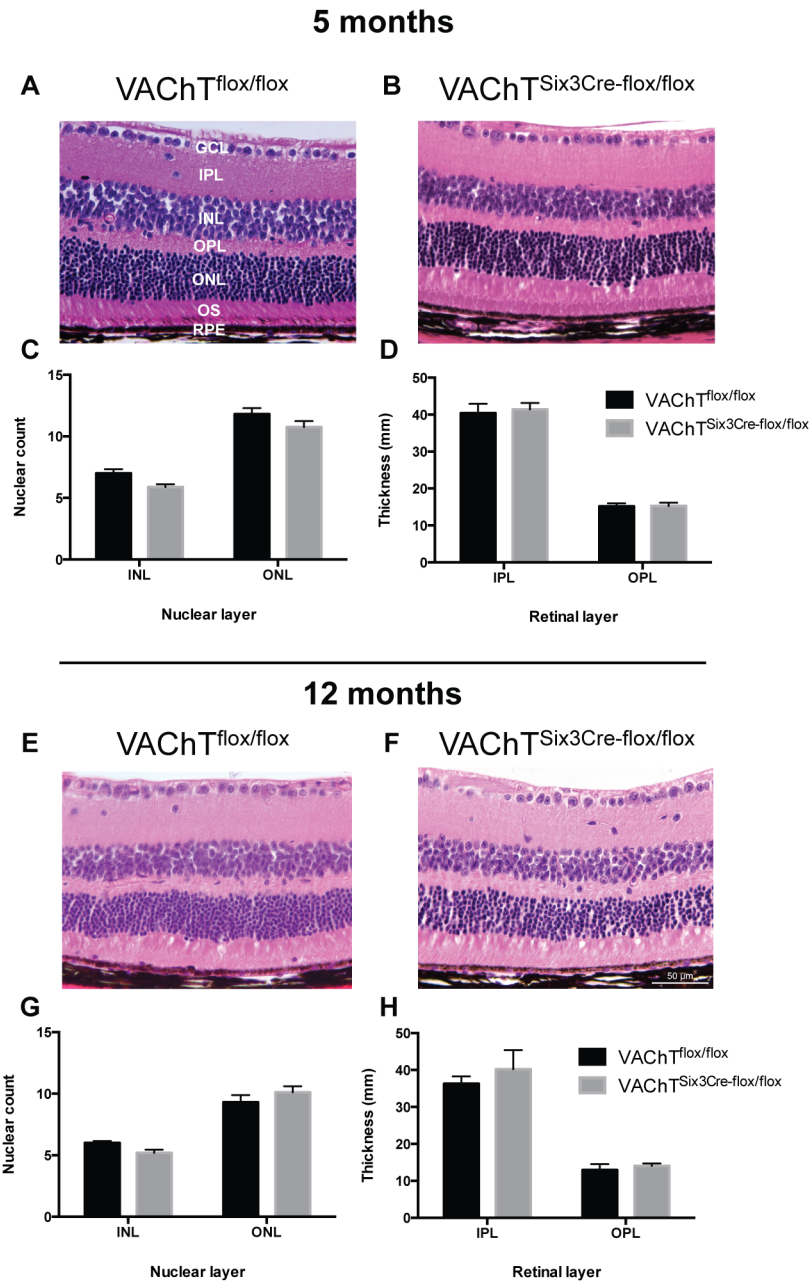 5 months
A VAChTflox/flox
B VAChTSix3Cre-flox/flox
GCL
IPL
INL
OPL
ONL
OS
RPE
C
15
10
5
0
Nuclear count
INL ONL
Nuclear layer
D
50
40
30
20
10
0
Thickness (mm)
IPL OPL
Retinal layer
VAChTflox/flox
VAChTSix3Cre-flox/flox
12 months
E VAChTflox/flox
F VAChTSix3Cre-flox/flox
50 µm
G
15
10
5
0
Nuclear count
INL ONL
Nuclear layer
H
50
40
30
20
10
0
Thickness (mm)
IPL OPL
Retinal layer
VAChTflox/flox
VAChTSix3Cre-flox/flox